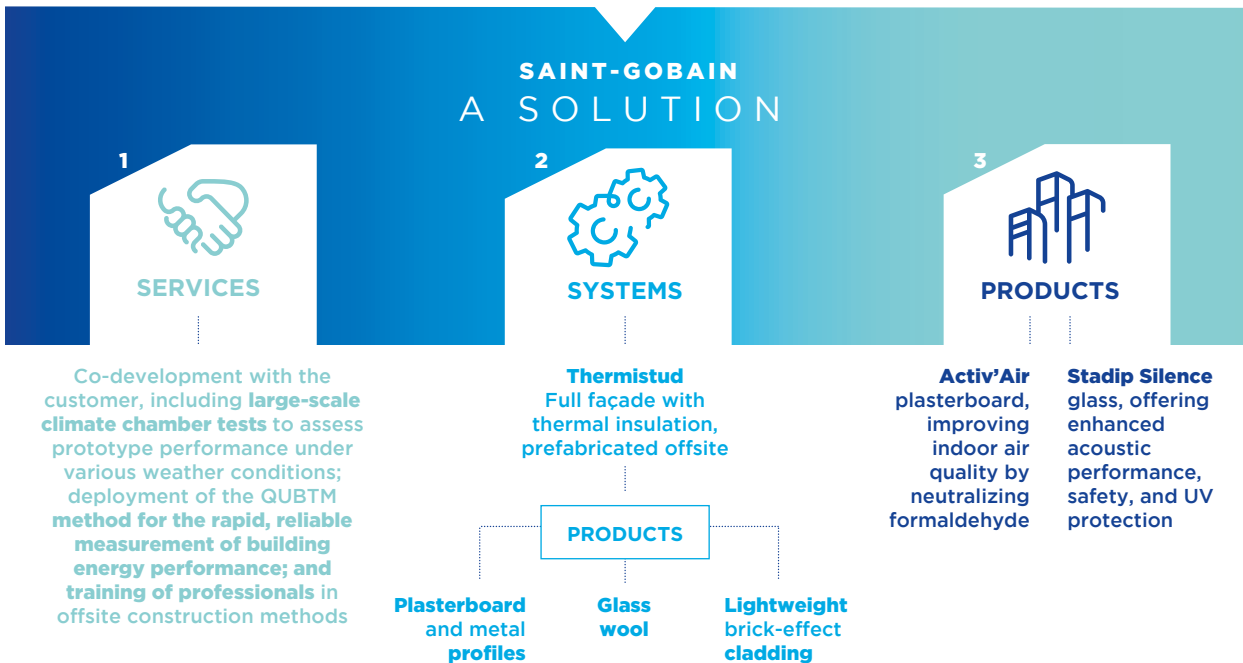 SAINT-GOBAIN
A SOLUTION
1
SERVICES
Co-development with the
customer, including large-scale
climate chamber tests to assess
prototype performance under
various weather conditions;
deployment of the QUBTM
method for the rapid, reliable
measurement of building
energy performance; and
training of professionals in
offsite construction methods
2
SYSTEMS
Thermistud
Full façade with
thermal insulation,
prefabricated offsite
PRODUCTS
Plasterboard
and metal
profiles
Glass
wool
Lightweight
brick-effect
cladding
3
PRODUCTS
Activ’Air
plasterboard,
improving
indoor air
quality by
neutralizing
formaldehyde
Stadip Silence
glass, offering
enhanced
acoustic
performance,
safety, and UV
protection